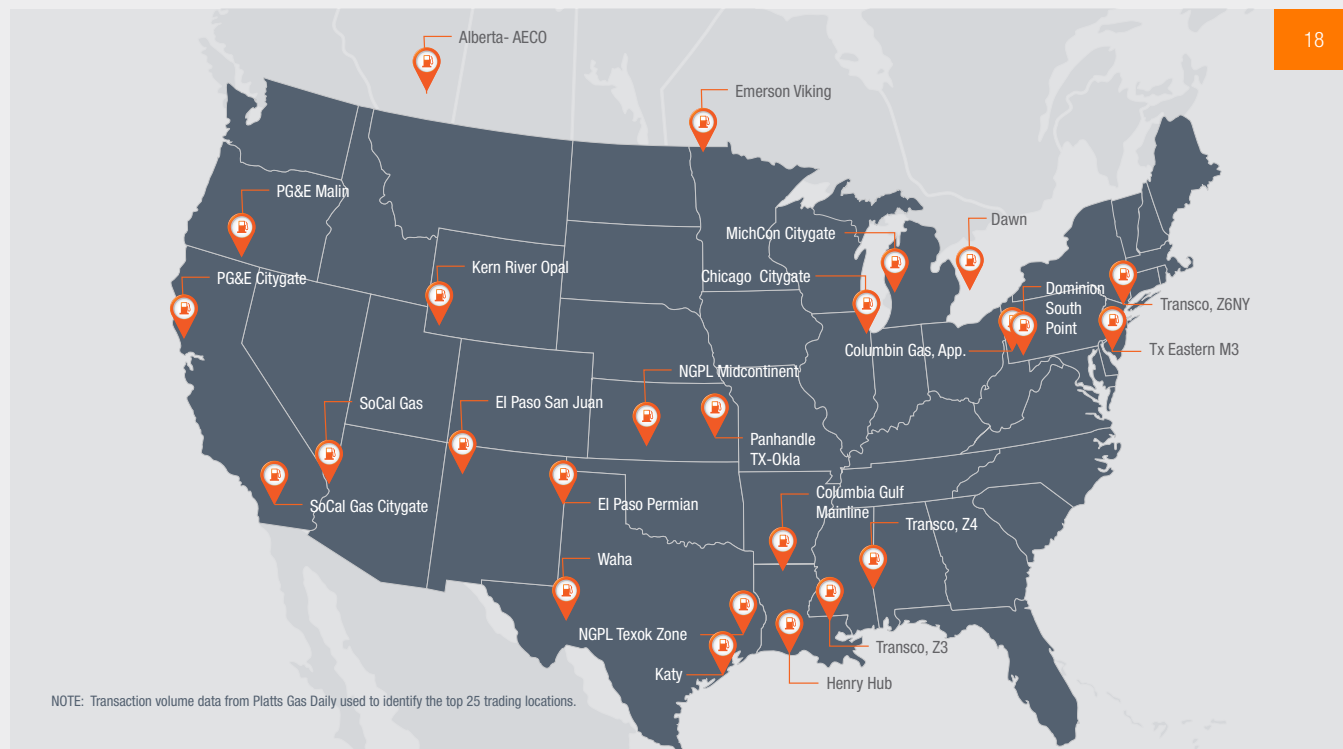 18
Alberta- AECO
Emerson Viking
PG&E Malin
MichCon Citygate
Dawn
Kern River Opal
Chicago  Citygate
PG&E Citygate
Dominion
South
Point
Transco, Z6NY
Columbin Gas, App.
Tx Eastern M3
NGPL Midcontinent
SoCal Gas
El Paso San Juan
Panhandle
TX-Okla
SoCal Gas Citygate
El Paso Permian
Columbia Gulf
Mainline
Transco, Z4
Waha
NGPL Texok Zone
Transco, Z3
Katy
Henry Hub
NOTE:  Transaction volume data from Platts Gas Daily used to identify the top 25 trading locations.